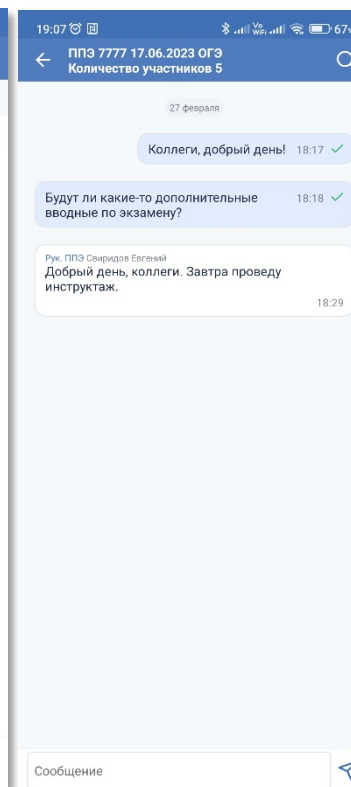 19:07
67
ППЭ 7777 17.06.2023 ОГЭ
Количество участников 5
27 февраля
Коллеги, добрый день! 18:17
Будут ли какие-то дополнительные 18:18
вводные по экзамену?
Рук. ППЭ Свиридов Евгений
Добрый день, коллеги. Завтра проведу
инструктаж.
18:29
Сообщение